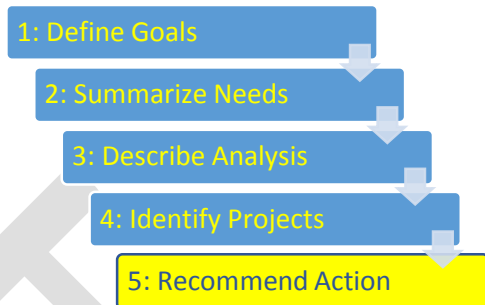 1: Define Goals
2: Summarize Needs
3: Describe Analysis
4: Identify Projects
5: Recommend Action